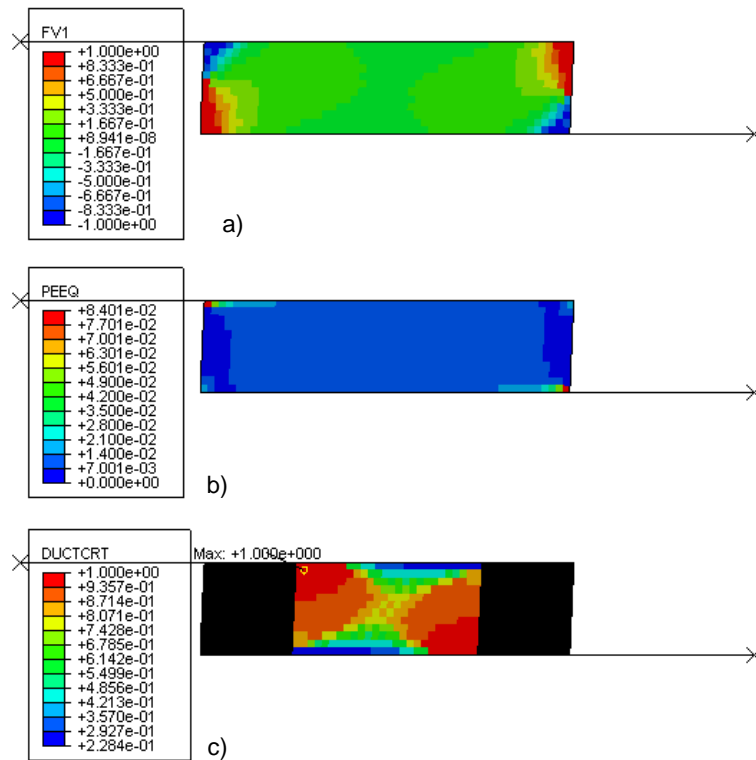 FV1
+1.000e+00
+8.333e-01
+6.667e-01
+5.000e-01
+3.333e-01
+1.667e-01
+8.941e-08
-1.667e-01
-3.333e-01
-5.000e-01
-6.667e-01
-8.333e-01
-1.000e+00
a)
PEEQ
+8.401e-02
+7.701e-02
+7.001e-02
+6.301e-02
+5.601e-02
+4.900e-02
+4.200e-02
+3.500e-02
+2.800e-02
+2.100e-02
+1.400e-02
+7.001e-03
+0.000e+00
b)
DUCTCRT
Max: +1.000e+000
+1.000e+00
+9.357e-01
+8.714e-01
+8.071e-01
+7.428e-01
+6.785e-01
+6.142e-01
+5.499e-01
+4.856e-01
+4.213e-01
+3.570e-01
+2.927e-01
+2.284e-01
c)